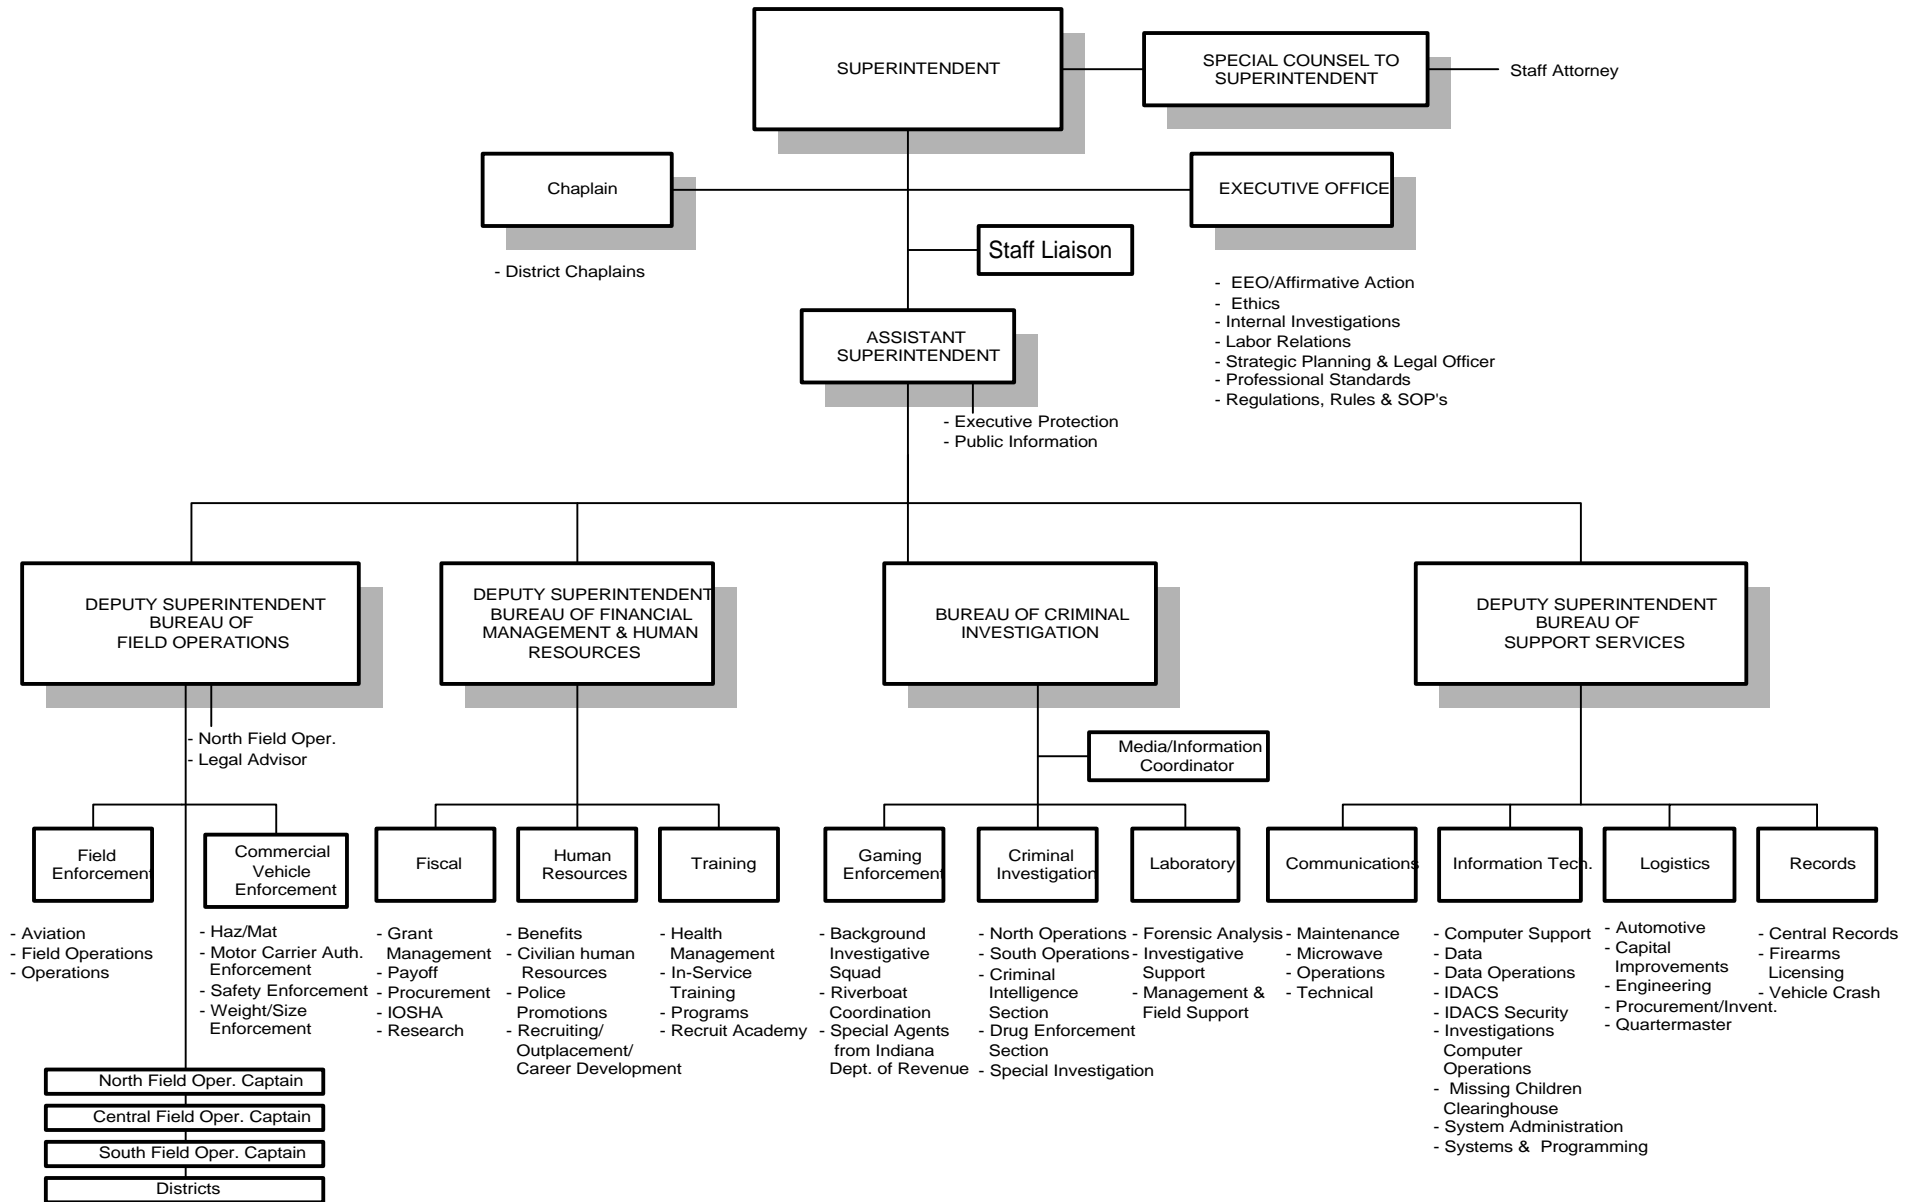 SUPERINTENDENT
SPECIAL COUNSEL TO
SUPERINTENDENT
Staff Attorney
Chaplain
EXECUTIVE OFFICE
- District Chaplains
Staff Liaison
- EEO/Affirmative Action
- Ethics
- Internal Investigations
- Labor Relations
- Strategic Planning & Legal Officer
- Professional Standards
- Regulations, Rules & SOP's
ASSISTANT
SUPERINTENDENT
- Executive Protection
- Public Information
DEPUTY SUPERINTENDENT
BUREAU OF
FIELD OPERATIONS
DEPUTY SUPERINTENDENT
BUREAU OF FINANCIAL
MANAGEMENT & HUMAN
RESOURCES
BUREAU OF CRIMINAL
INVESTIGATION
DEPUTY SUPERINTENDENT
BUREAU OF
SUPPORT SERVICES
- North Field Oper.
- Legal Advisor
Media/Information
Coordinator
Field
Enforcement
Commercial
Vehicle
Enforcement
Fiscal
Human
Resources
Training
Gaming
Enforcement
Criminal
Investigation
Laboratory
Communications
Information Tech.
Logistics
Records
- Aviation
- Field Operations
- Operations
- Haz/Mat
- Motor Carrier Auth.
Enforcement
- Safety Enforcement
- Weight/Size
Enforcement
- Grant
Management
- Payoff
- Procurement
- IOSHA
- Research
- Benefits
- Civilian human
Resources
- Police
Promotions
- Recruiting/
Outplacement/
Career Development
- Health
Management
- In-Service
Training
- Programs
- Recruit Academy
- Background
Investigative
Squad
- Riverboat
Coordination
- Special Agents
from Indiana
Dept. of Revenue
- North Operations
- South Operations
- Criminal
Intelligence
Section
- Drug Enforcement
Section
- Special Investigation
- Forensic Analysis
- Investigative
Support
- Management &
Field Support
- Maintenance
- Microwave
- Operations
- Technical
- Computer Support
- Data
- Data Operations
- IDACS
- IDACS Security
- Investigations
Computer
Operations
- Missing Children
Clearinghouse
- System Administration
- Systems & Programming
- Automotive
- Capital
Improvements
- Engineering
- Procurement/Invent.
- Quartermaster
- Central Records
- Firearms
Licensing
- Vehicle Crash
North Field Oper. Captain
Central Field Oper. Captain
South Field Oper. Captain
Districts